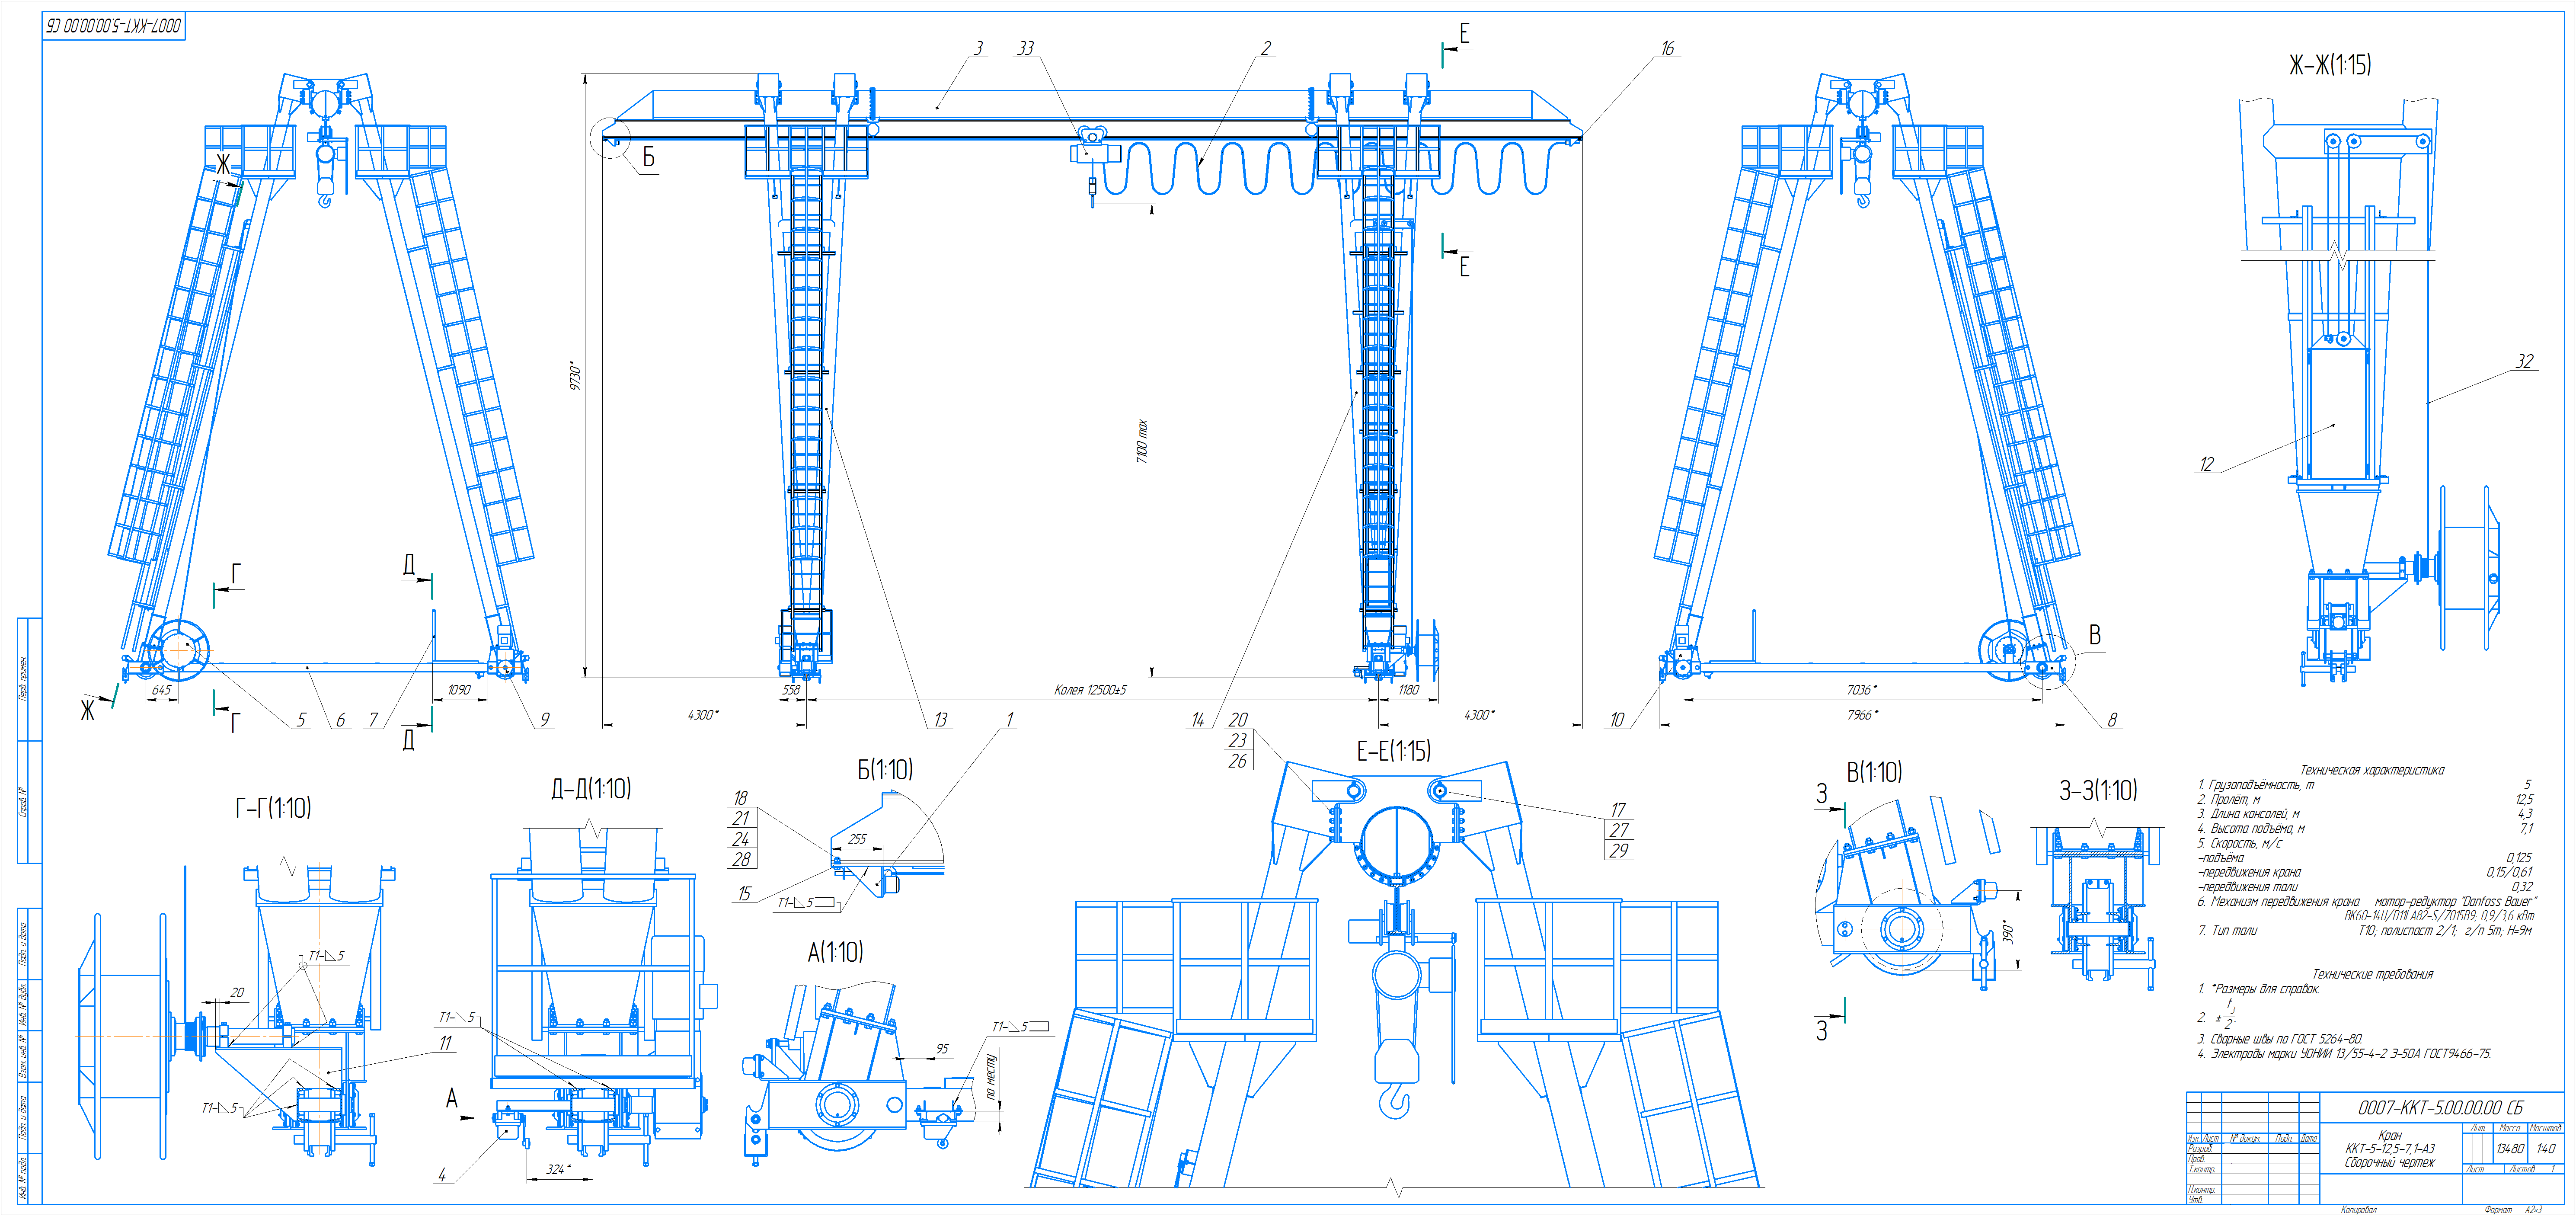 0007-ККТ-5.00.00.00 СБ
Ж-Ж(1:15)
3
33
2
Е
16
Б
Ж
Е
9730*
7100 max
32
12
Г
Д
В
645
1090
558
Колея 12500±5
1180
7036*
4300*
4300*
7966*
Ж
Г
Д
5
6
7
9
13
1
14
20
23
26
10
8
Г-Г(1:10)
Д-Д(1:10)
Б(1:10)
Е-Е(1:15)
В(1:10)
З-З(1:10)
18
21
24
28
15
255
Т1-◺5
17
27
29
З
З
390*
Т1-◺5
20
11
Т1-◺5
Т1-◺5
А
4
324*
А(1:10)
95
по месту
Т1-◺5
Техническая характеристика
1. Грузоподъёмность, т 5
2. Пролёт, м 12,5
3. Длина консолей, м 4,3
4. Высота подъёма, м 7,1
5. Скорость, м/с
-подъёма 0,125
-передвижения крана 0,15/0,61
-передвижения тали 0,32
6. Механизм передвижения крана мотор-редуктор "Danfoss Bauer"
BK60-14U/D11LA82-S/Z015B9, 0,9/3,6 кВт
7. Тип тали Т10; полиспаст 2/1; г/п 5т; Н=9м
Технические требования
1. *Размеры для справок.
2. ± t3/2.
3. Сварные швы по ГОСТ 5264-80.
4. Электроды марки УОНИИ 13/55-4-2 Э-50А ГОСТ9466-75.
0007-ККТ-5.00.00.00 СБ
Кран
ККТ-5-12,5-7,1-А3
Сборочный чертеж
Лит.
Масса
Масштаб
13480
1:40
Лист
Листов 1
Изм.
Лист
№ докум.
Подп.
Дата
Разраб.
Пров.
Т.контр.
Н.контр.
Утв.
Копировал
Формат А2×3
Перв. примен.
Справ. №
Подп. и дата
Инв. № дубл.
Взам. инв. №
Подп. и дата
Инв. № подл.